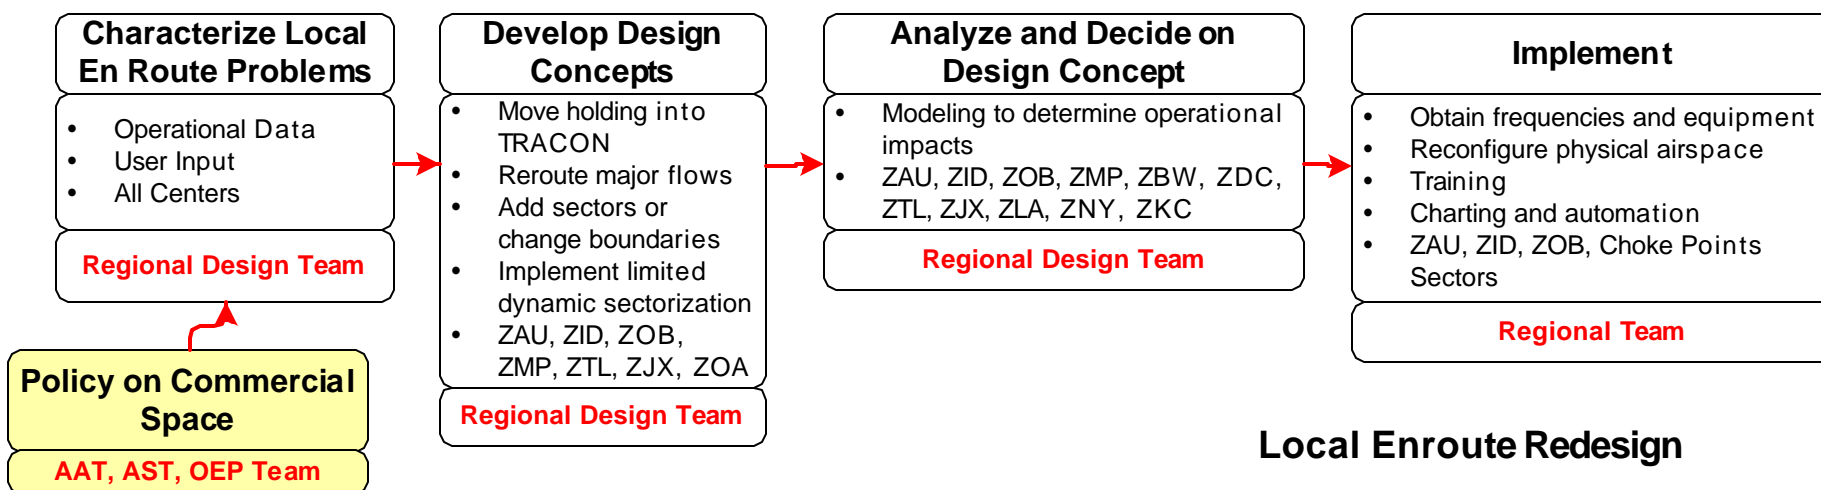 Characterize Local
En Route Problems
• Operational Data
• User Input
• All Centers
Regional Design Team
Policy on Commercial
Space
AAT, AST, OEP Team
Develop Design
Concepts
• Move holding into
TRACON
• Reroute major flows
• Add sectors or
change boundaries
• Implement limited
dynamic sectorization
• ZAU, ZID, ZOB,
ZMP, ZTL, ZJX, ZOA
Regional Design Team
Analyze and Decide on
Design Concept
• Modeling to determine operational
impacts
• ZAU, ZID, ZOB, ZMP, ZBW, ZDC,
ZTL, ZJX, ZLA, ZNY, ZKC
Regional Design Team
Implement
• Obtain frequencies and equipment
• Reconfigure physical airspace
• Training
• Charting and automation
• ZAU, ZID, ZOB, Choke Points
Sectors
Regional Team
Local Enroute Redesign